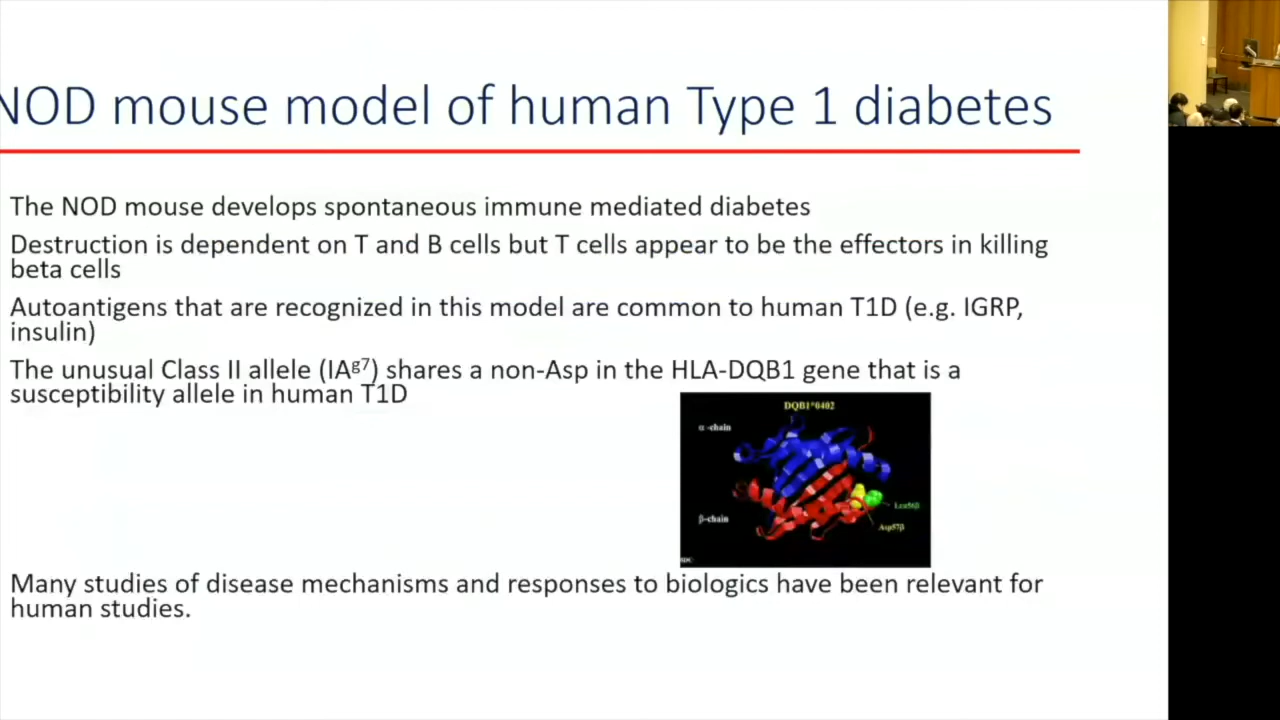 NOD mouse model of human Type 1 diabetes
The NOD mouse develops spontaneous immune mediated diabetes
Destruction is dependent on T and B cells but T cells appear to be the effectors in killing
beta cells
Autoantigens that are recognized in this model are common to human T1D (e.g. IGRP,
insulin)
The unusual Class II allele (IAg7) shares a non-Asp in the HLA-DQB1 gene that is a
susceptibility allele in human T1D
DQB1*0402
α-chain
β-chain
Leu56β
Asp57β
Many studies of disease mechanisms and responses to biologics have been relevant for
human studies.